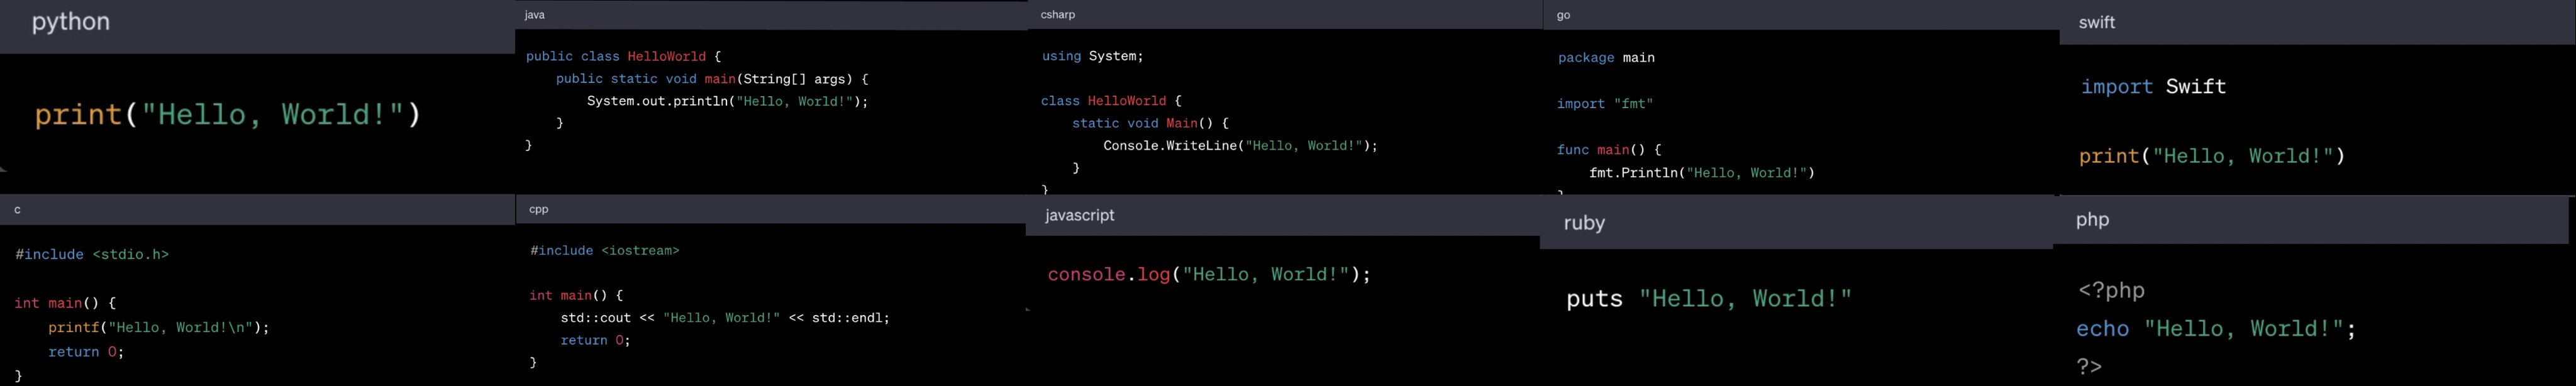 python
print("Hello, World!")
java
public class HelloWorld {
    public static void main(String[] args) {
        System.out.println("Hello, World!");
    }
}
csharp
using System;
class HelloWorld {
    static void Main() {
        Console.WriteLine("Hello, World!");
    }
}
go
package main
import "fmt"
func main() {
    fmt.Println("Hello, World!")
}
swift
import Swift
print("Hello, World!")
c
#include <stdio.h>
int main() {
    printf("Hello, World!\n");
    return 0;
}
cpp
#include <iostream>
int main() {
    std::cout << "Hello, World!" << std::endl;
    return 0;
}
javascript
console.log("Hello, World!");
ruby
puts "Hello, World!"
php
<?php
echo "Hello, World!";
?>